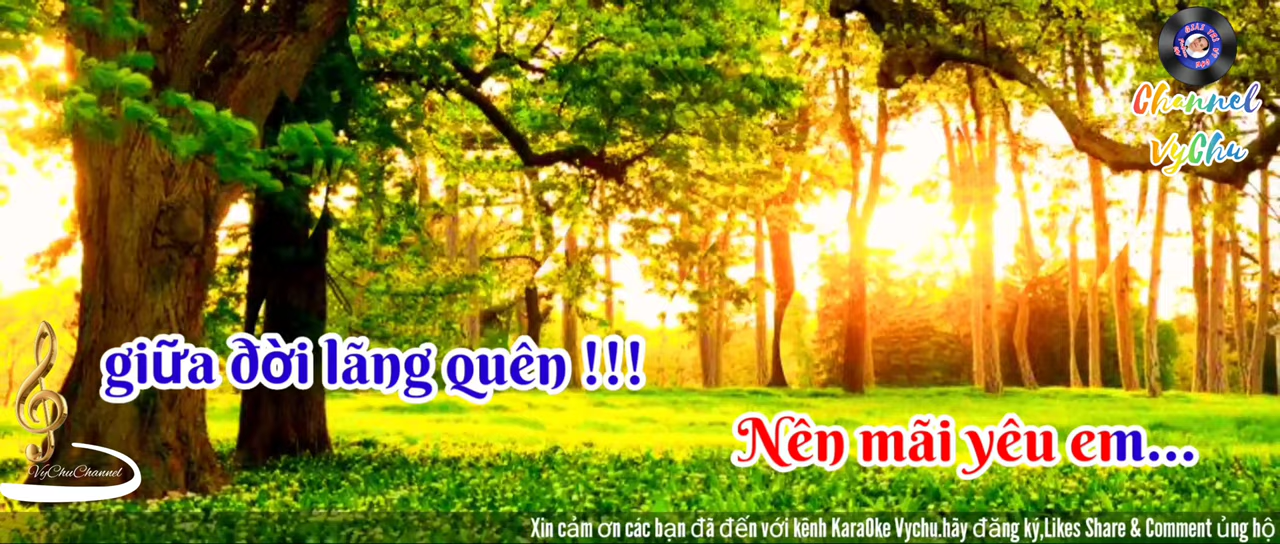 Channel
VyChu
giữa đời lãng quên !!!
Nên mãi yêu em...
VyChuChannel
Xin cảm ơn các bạn đã đến với kênh KaraOke Vychu.hãy đăng ký,Likes Share & Comment ủng hộ